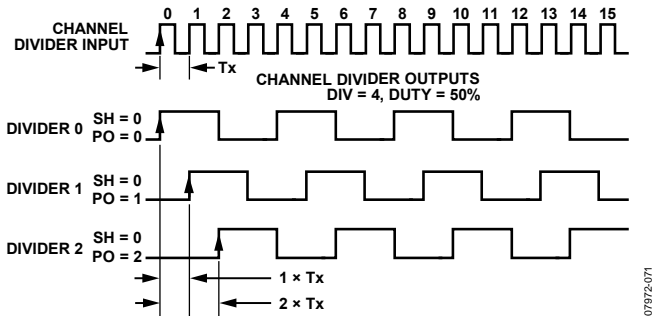 0 1 2 3 4 5 6 7 8 9 10 11 12 13 14 15
CHANNEL
DIVIDER INPUT
Tx
CHANNEL DIVIDER OUTPUTS
DIV = 4, DUTY = 50%
DIVIDER 0 SH = 0
PO = 0
DIVIDER 1 SH = 0
PO = 1
DIVIDER 2 SH = 0
PO = 2
1 × Tx
2 × Tx
07972-071